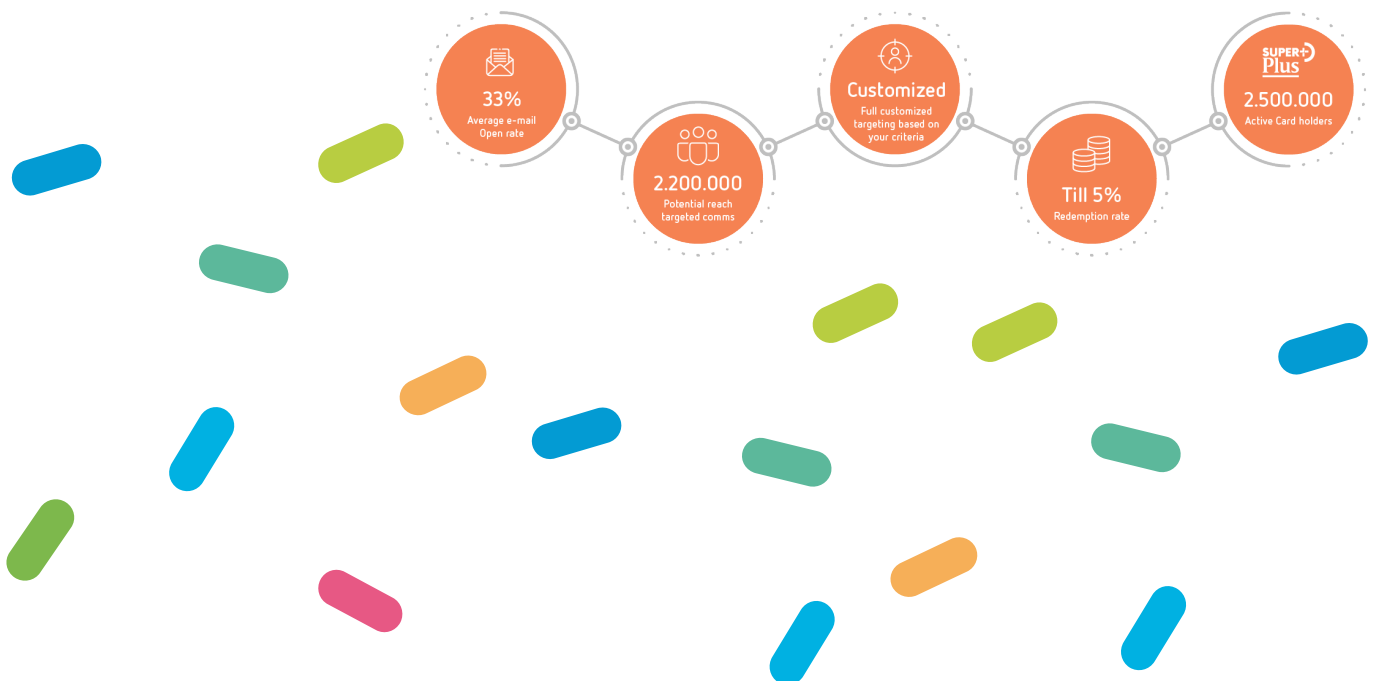 33%
Average e-mail
Open rate
2.200.000
Potential reach
targeted comms
Customized
Full customized
targeting based on
your criteria
Till 5%
Redemption rate
SUPER+
Plus
2.500.000
Active Card holders